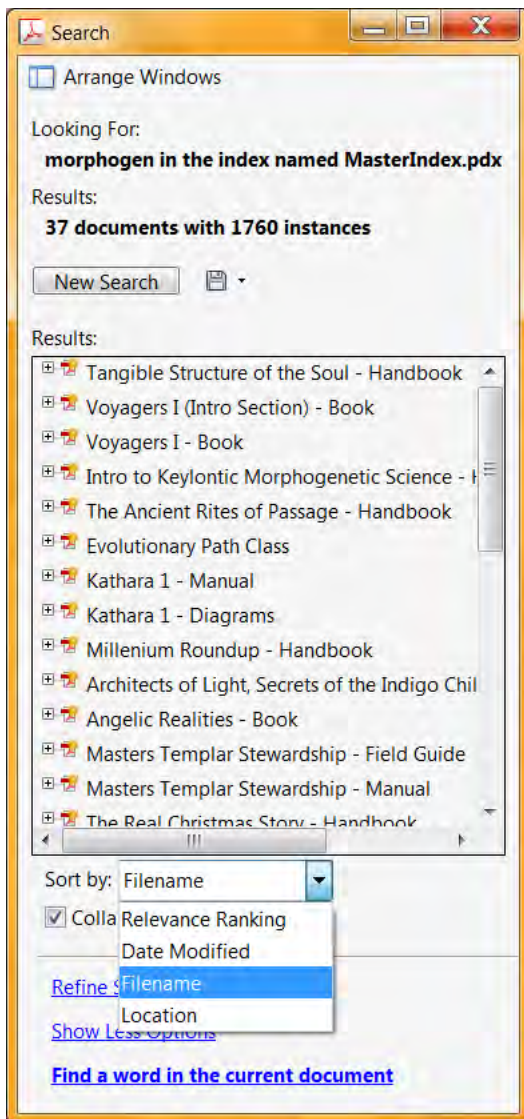 Search
Arrange Windows
Looking For:
morphogen in the index named MasterIndex.pdx
Results:
37 documents with 1760 instances
New Search
Results:
Tangible Structure of the Soul - Handbook
Voyagers I (Intro Section) - Book
Voyagers I - Book
Intro to Keylontic Morphogenetic Science -
The Ancient Rites of Passage - Handbook
Evolutionary Path Class
Kathara 1 - Manual
Kathara 1 - Diagrams
Millenium Roundup - Handbook
Architects of Light, Secrets of the Indigo Chil
Angelic Realities - Book
Masters Templar Stewardship - Field Guide
Masters Templar Stewardship - Manual
The Real Christmas Story - Handbook
Sort by: Filename
Colla
Relevance Ranking
Date Modified
Filename
Location
Refine S
Show Less Options
Find a word in the current document